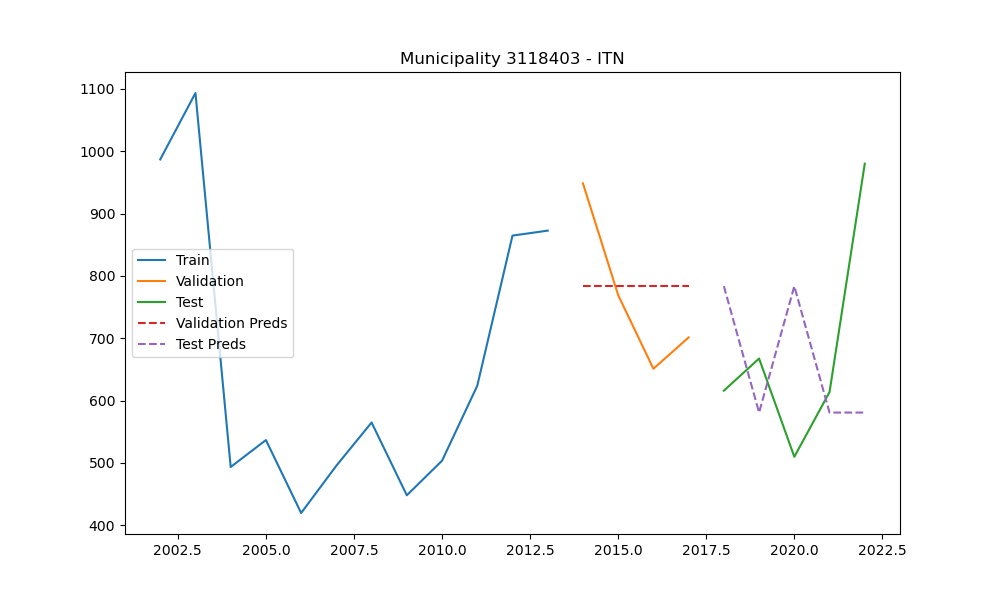 Municipality 3118403 - ITN
1100
1000
900
800
700
600
500
400
Train
Validation
Test
Validation Preds
Test Preds
2002.5 2005.0 2007.5 2010.0 2012.5 2015.0 2017.5 2020.0 2022.5